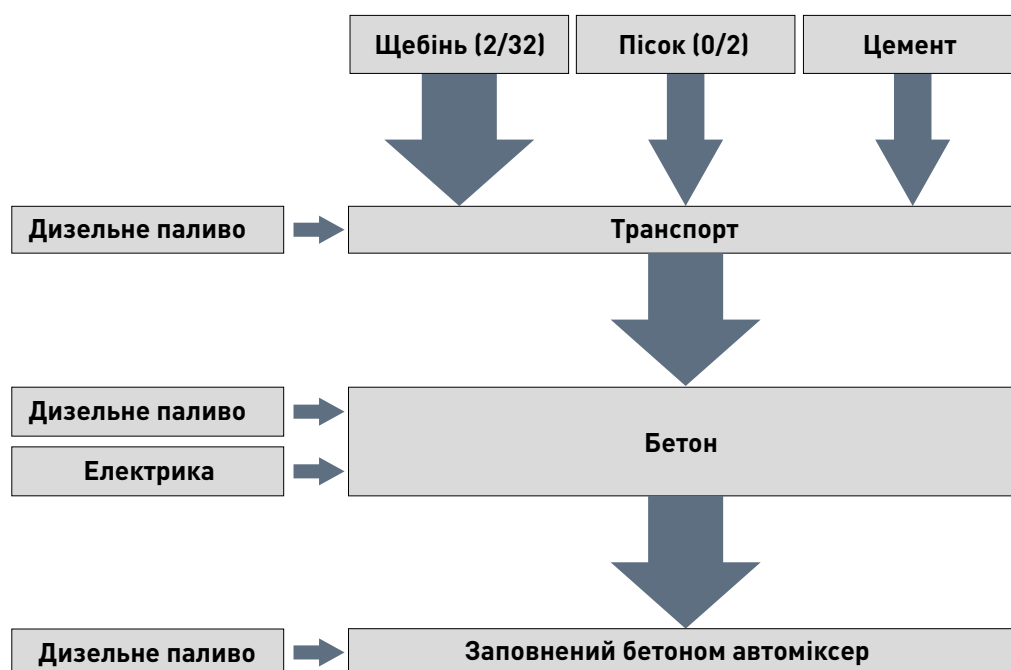 Щебінь (2/32)
Пісок (0/2)
Цемент
Дизельне паливо
Транспорт
Дизельне паливо
Електрика
Бетон
Дизельне паливо
Заповнений бетоном автоміксер